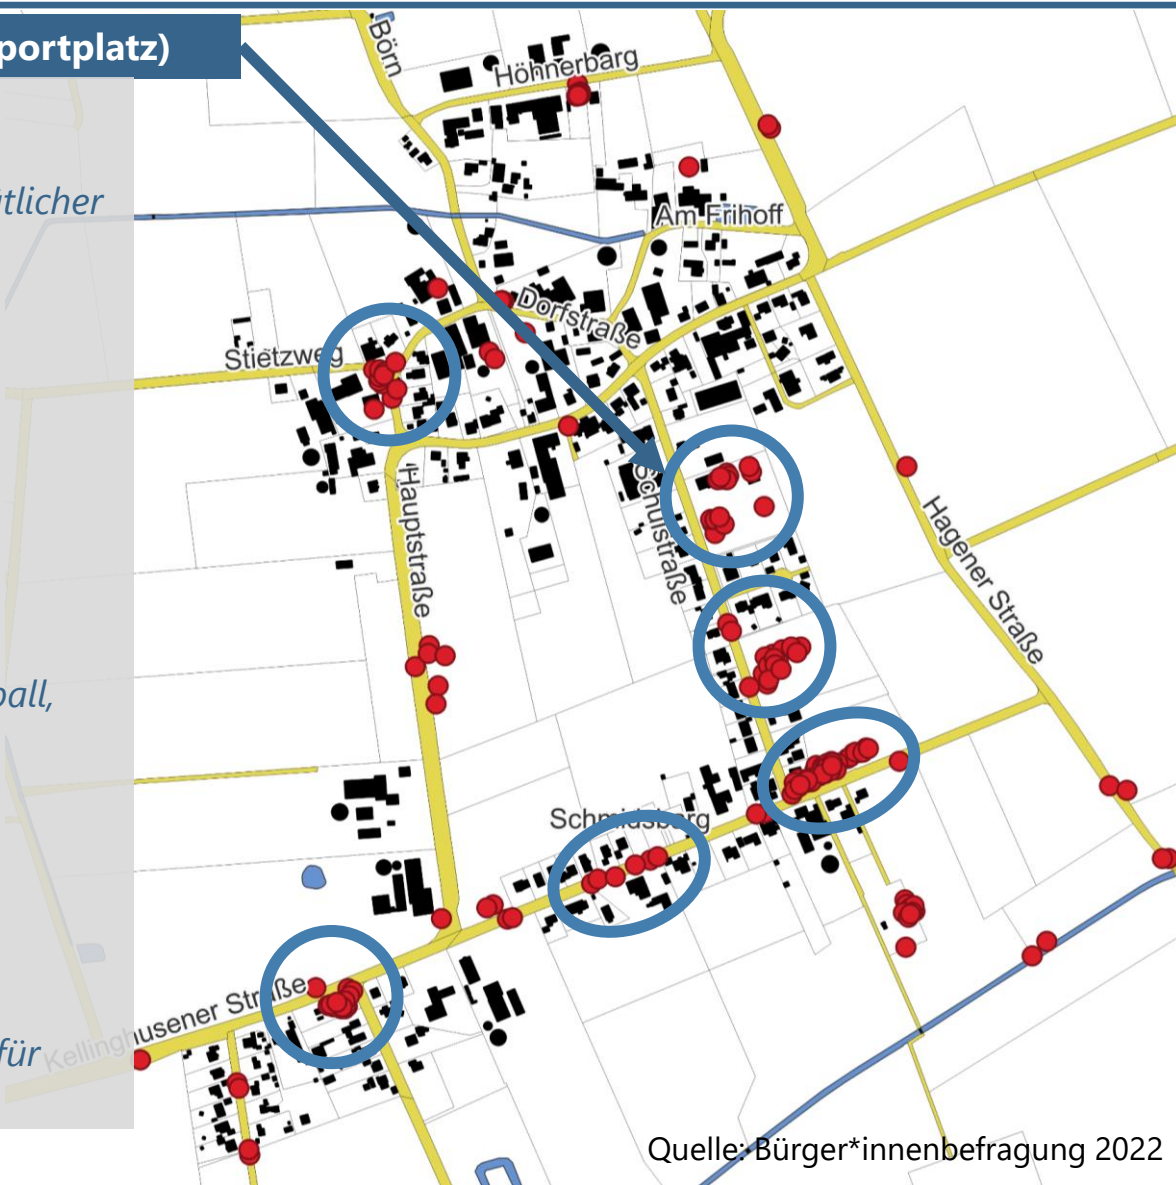 portplatz)
tlicher
ball,
für
Börn
Höhnerbarg
Am Frihoff
Dorfstraße
Stietzweg
Schulstraße
Hauptstraße
Hagener Straße
Schmidsbarg
Kellinghusener Straße
Quelle: Bürger*innenbefragung 2022